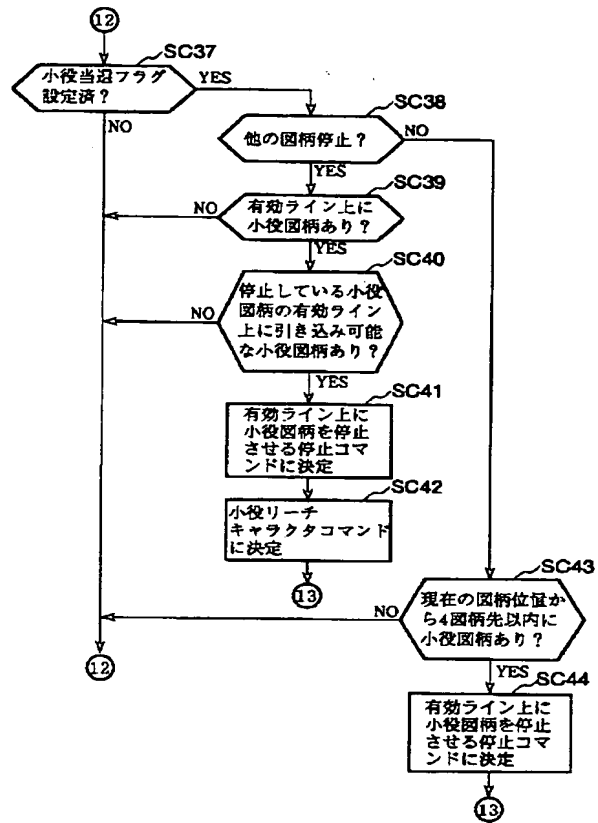 12
SC37
小役当選フラグ
設定済？
YES
NO
SC38
他の図柄停止？
NO
YES
SC39
有効ライン上に
小役図柄あり？
NO
YES
SC40
停止している小役
図柄の有効ライン
上に引き込み可能
な小役図柄あり？
NO
YES
SC41
有効ライン上に
小役図柄を停止
させる停止コマ
ンドに決定
SC42
小役リーチ
キャラクタコマンド
に決定
13
SC43
現在の図柄位置か
ら4図柄先以内に
小役図柄あり？
NO
YES
12
SC44
有効ライン上に
小役図柄を停止
させる停止コマ
ンドに決定
13